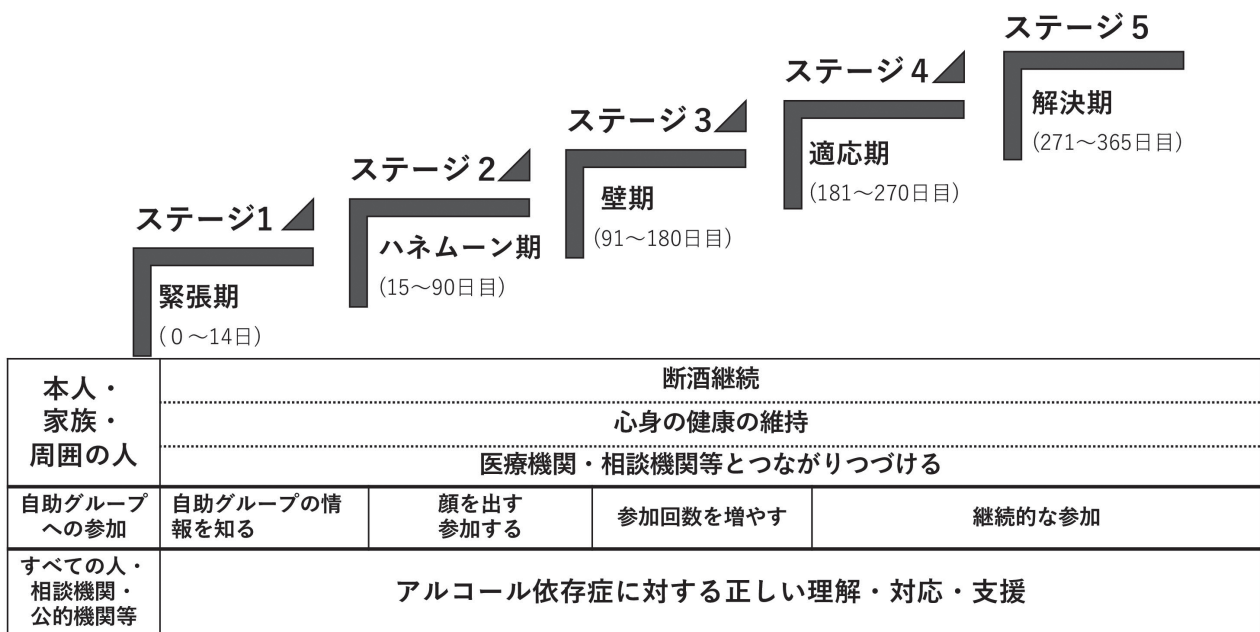 ステージ1
緊張期
(0～14日)
ステージ2
ハネムーン期
(15～90日目)
ステージ3
壁期
(91～180日目)
ステージ4
適応期
(181～270日目)
ステージ5
解決期
(271～365日目)
本人・
家族・
周囲の人
断酒継続
心身の健康の維持
医療機関・相談機関等とつながりつづける
自助グループ
への参加
自助グループの情
報を知る
顔を出す
参加する
参加回数を増やす
継続的な参加
すべての人・
相談機関・
公的機関等
アルコール依存症に対する正しい理解・対応・支援